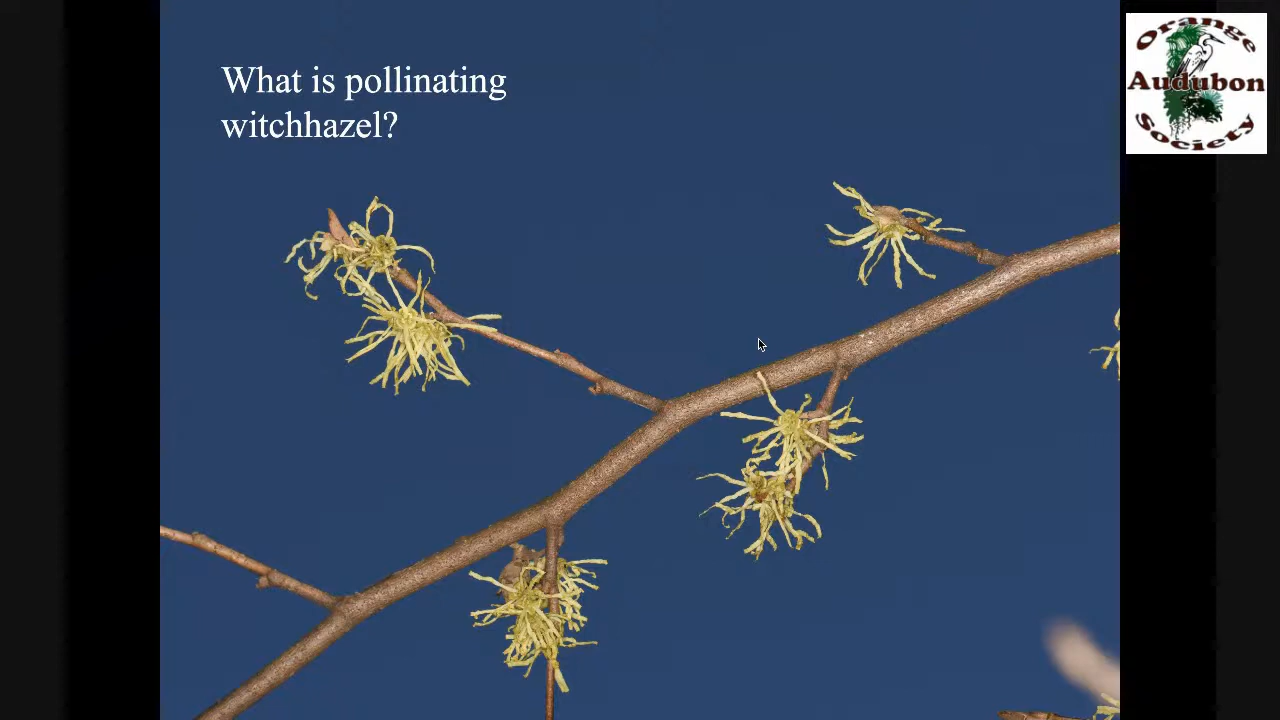 What is pollinating
witchhazel?
Orange
Audubon
Society